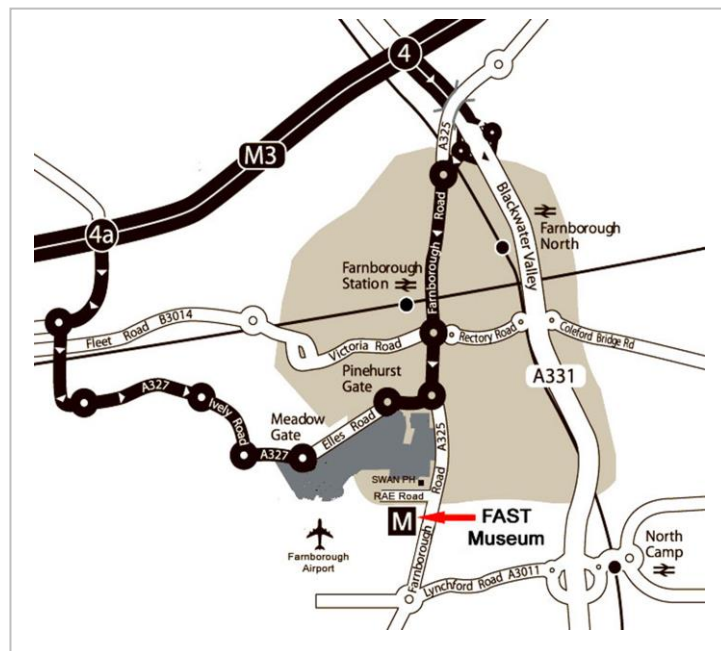 4
A325
M3
Blackwater Valley
Farnborough
North
4a
Farnborough
Station
Farnborough Road
Fleet Road B3014
Victoria Road
Rectory Road
Coleford Bridge Rd
A331
Pinehurst
Gate
A327
Ively Road
Meadow
Gate
Elles Road
A327
A325
SWAN PH
RAE Road
M
FAST
Museum
Farnborough Road
Farnborough
Airport
North
Camp
Lynchford Road A3011